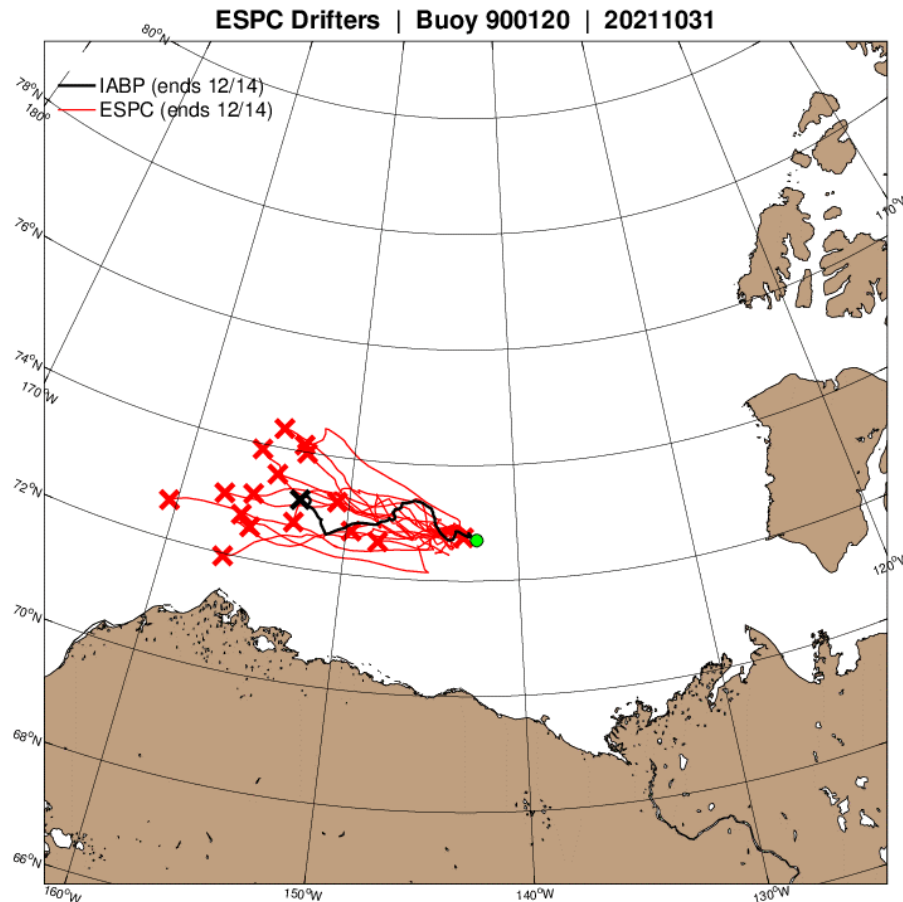 ESPC Drifters | Buoy 900120 | 20211031
80°N
IABP (ends 12/14)
78°N
ESPC (ends 12/14)
180°
110°W
76°N
74°N
170°W
72°N
120°W
70°N
68°N
66°N
160°W
150°W
140°W
130°W